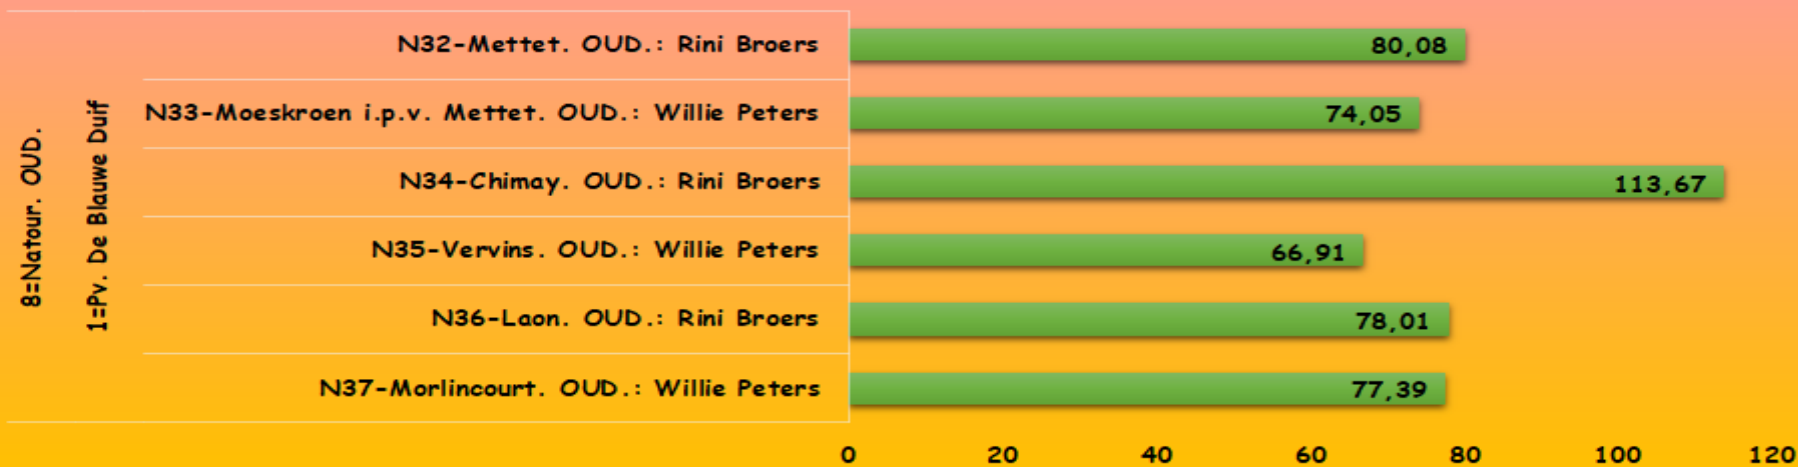 8=Natour. OUD.
1=Pv. De Blauwe Duif
N32-Mettet. OUD.: Rini Broers 80,08
N33-Moeskroen i.p.v. Mettet. OUD.: Willie Peters 74,05
N34-Chimay. OUD.: Rini Broers 113,67
N35-Vervins. OUD.: Willie Peters 66,91
N36-Laon. OUD.: Rini Broers 78,01
N37-Morlincourt. OUD.: Willie Peters 77,39
0 20 40 60 80 100 120